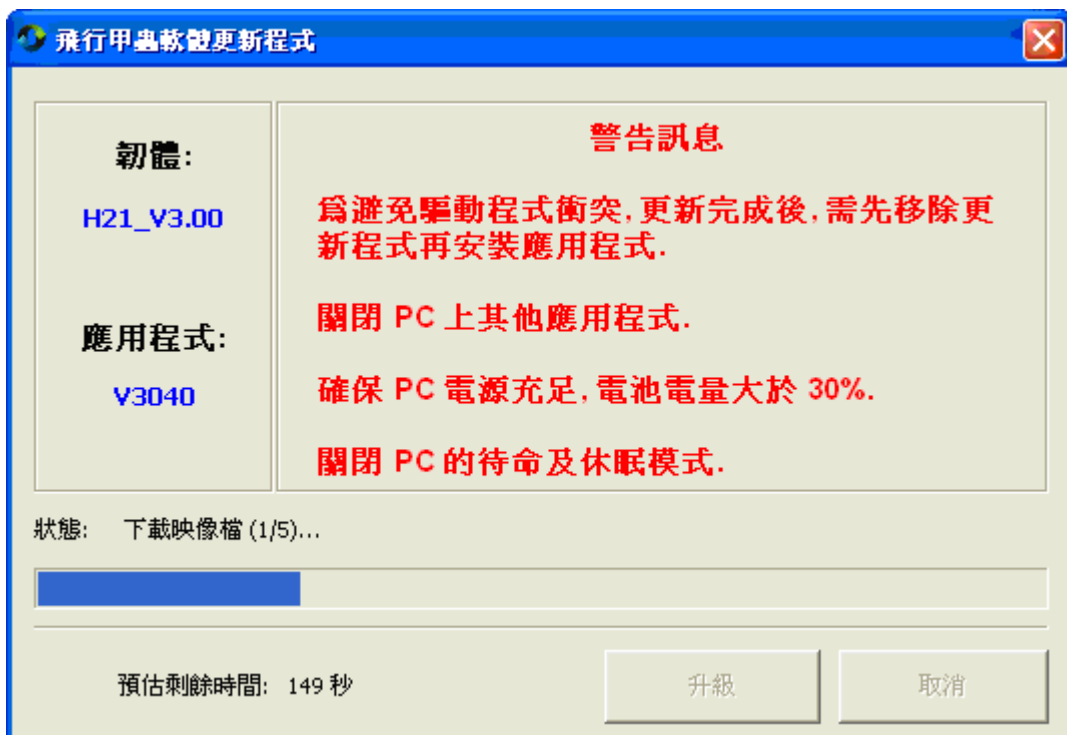 飛行甲蟲軟體更新程式
韌體:
H21_V3.00
應用程式:
V3040
警告訊息
為避免驅動程式衝突,更新完成後,需先移除更
新程式再安裝應用程式.
關閉 PC 上其他應用程式.
確保 PC 電源充足,電池電量大於 30%.
關閉 PC 的待命及休眠模式.
狀態: 下載映像檔 (1/5)...
預估剩餘時間: 149 秒
升級
取消